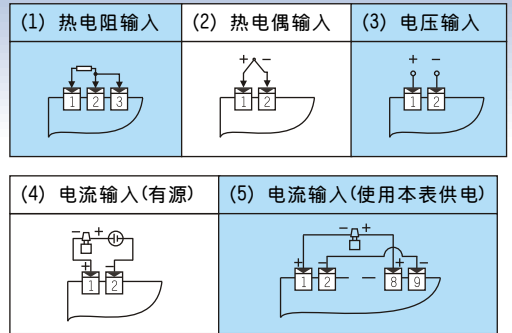 (1) 热电阻输入
(2) 热电偶输入
(3) 电压输入
1 2 3
+ −
1 2
+ −
1 2
(4) 电流输入(有源)
(5) 电流输入(使用本表供电)
− +
+ −
1 2
− +
+ − + −
1 2 — 8 9